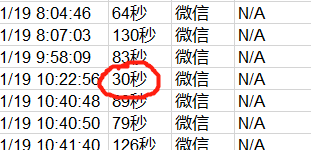 1/19 8:04:46 64秒 微信 N/A
1/19 8:07:03 130秒 微信 N/A
1/19 9:58:09 83秒 微信 N/A
1/19 10:22:56 30秒 微信 N/A
1/19 10:40:48 89秒 微信 N/A
1/19 10:40:50 79秒 微信 N/A
1/19 10:41:40 126秒 微信 N/A